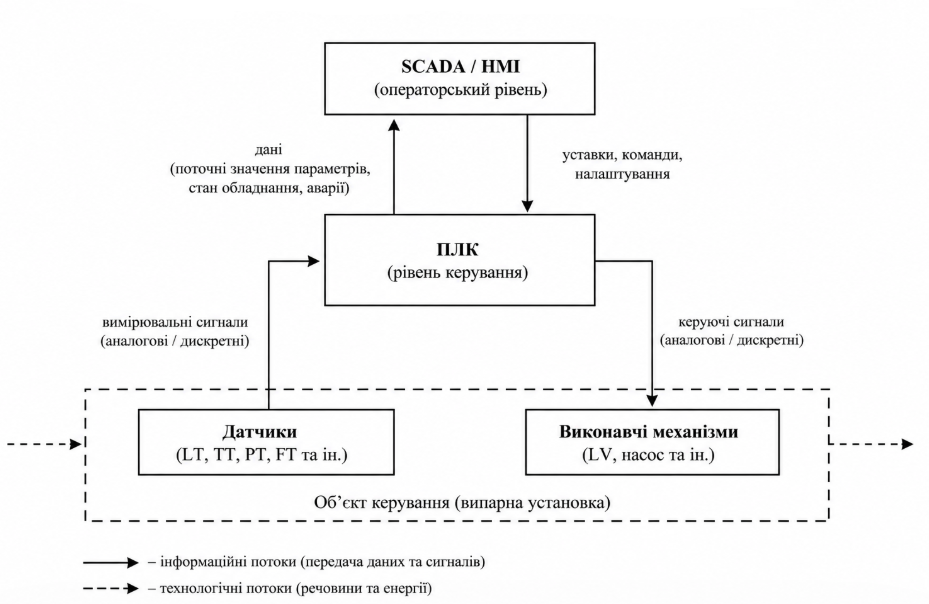 SCADA / HMI
(операторський рівень)
дані
(поточні значення параметрів,
стан обладнання, аварії)
уставки, команди,
налаштування
ПЛК
(рівень керування)
вимірювальні сигнали
(аналогові / дискретні)
керуючі сигнали
(аналогові / дискретні)
Датчики
(LT, TT, PT, FT та ін.)
Виконавчі механізми
(LV, насос та ін.)
Об’єкт керування (випарна установка)
– інформаційні потоки (передача даних та сигналів)
– технологічні потоки (речовини та енергії)